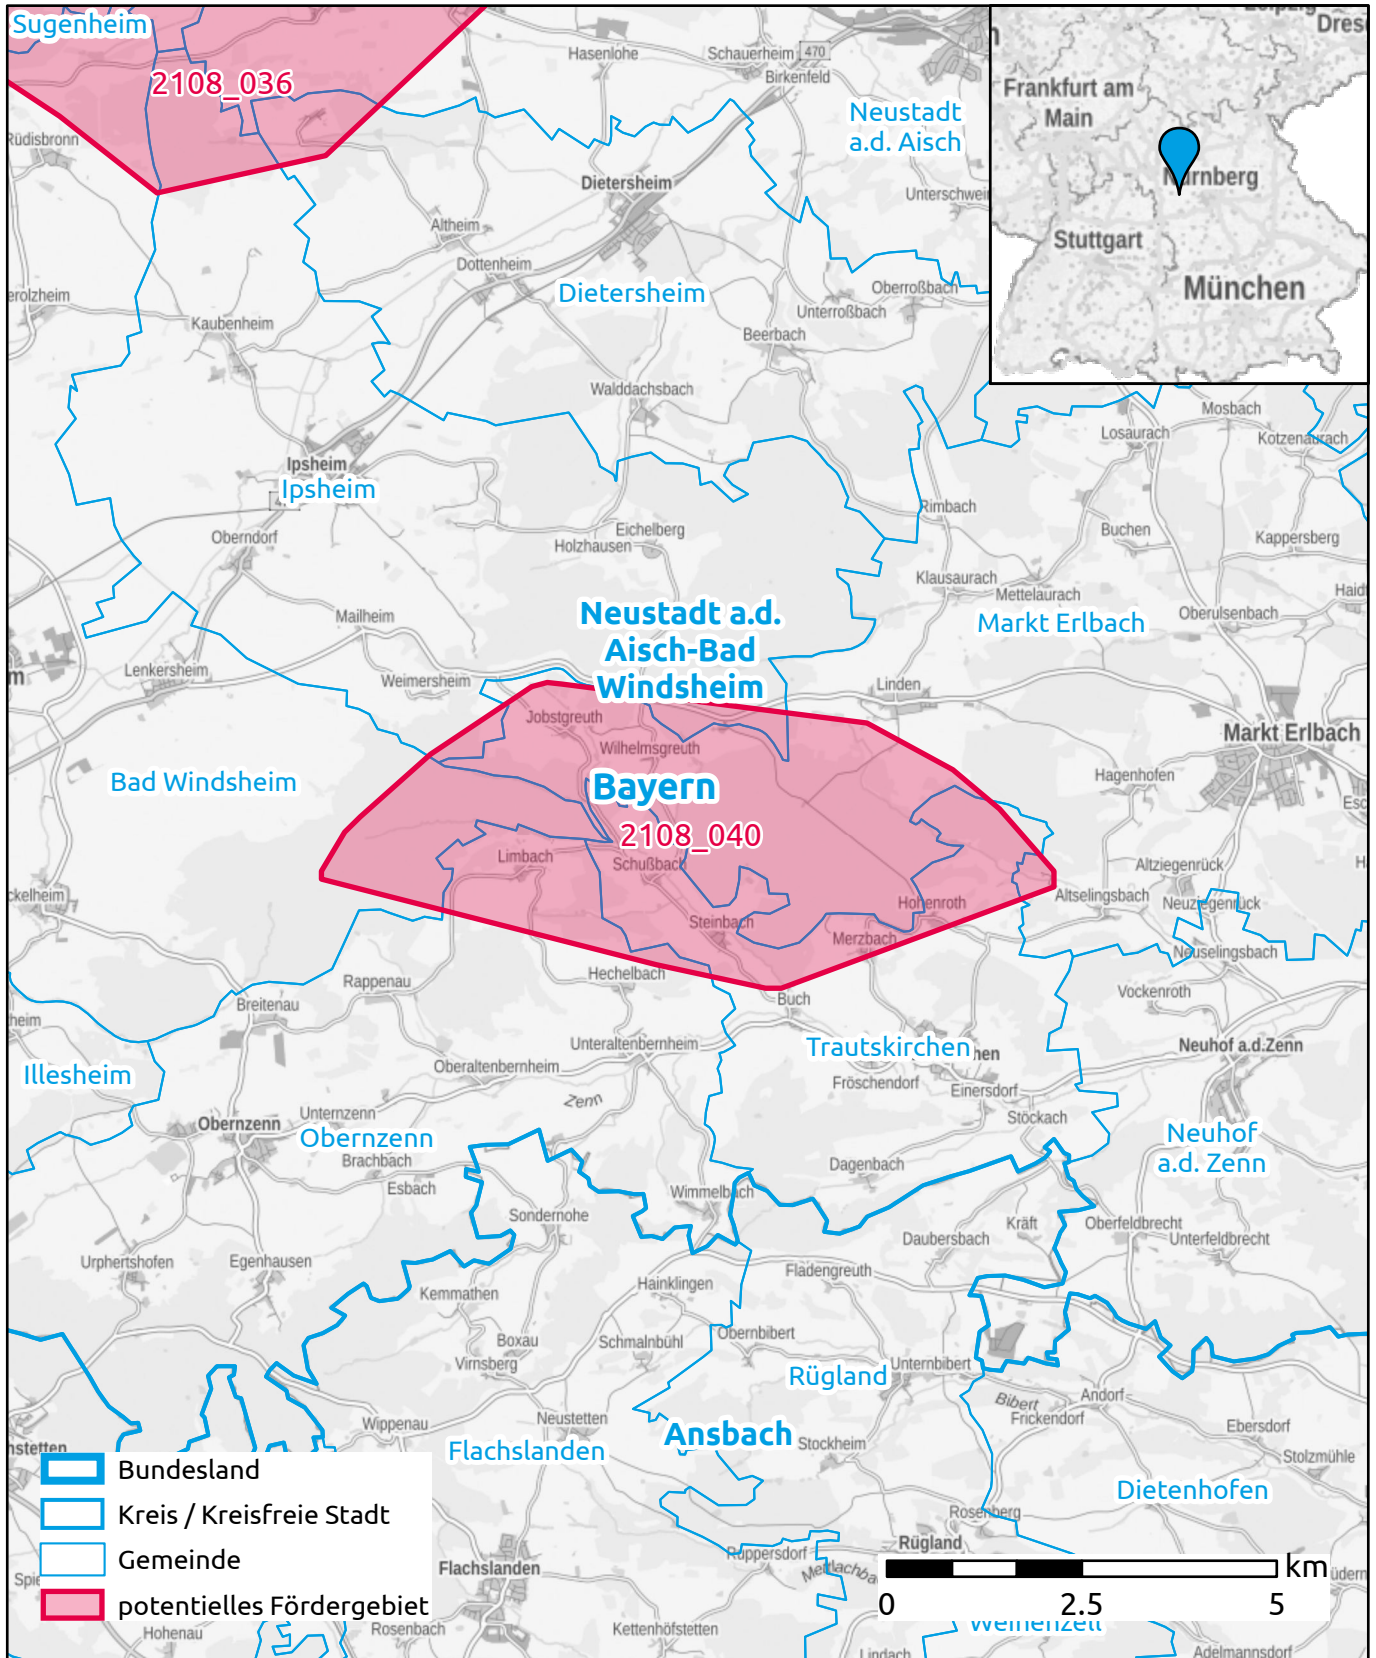 Sugenheim
2108_036
Hasenlohe
Schauerheim
470
Birkenfeld
Neustadt
a.d. Aisch
Rüdisbronn
Dietersheim
Altheim
Dottenheim
Dietersheim
Oberroßbach
Unterroßbach
Beerbach
Kaubenheim
Walddachsbach
Frankfurt am
Main
Nürnberg
Stuttgart
München
Mosbach
Losaurach
Kotzenaurach
Ipsheim
Ipsheim
Rimbach
Oberndorf
Eichelberg
Holzhausen
Buchen
Kappersberg
Klausaurach
Mettelaurach
Markt Erlbach
Oberulsenbach
Mailheim
Neustadt a.d.
Aisch-Bad
Windsheim
Lenkersheim
Weimersheim
Linden
Jobstgreuth
Wilhelmsgreuth
Markt Erlbach
Bad Windsheim
Bayern
Hagenhofen
2108_040
Limbach
Schußbach
Altziegenrück
Altselingsbach
Neuziegenrück
Hohenroth
Steinbach
Merzbach
Neuselingsbach
Hechelbach
Rappenau
Buch
Vockenroth
Breitenau
Unteraltenbernheim
Trautskirchen
Neuhof a.d.Zenn
Illesheim
Oberaltenbernheim
Fröschendorf
Einersdorf
Zenn
Unternzenn
Stöckach
Obernzenn
Obernzenn
Neuhof
a.d. Zenn
Brachbach
Dagenbach
Esbach
Wimmelbach
Sondernohe
Kräft
Oberfeldbrecht
Daubersbach
Unterfeldbrecht
Urphertshofen
Egenhausen
Fladengreuth
Hainklingen
Kemmathen
Boxau
Schmalnbühl
Obernbibert
Virnsberg
Unternbibert
Rügland
Bibert
Andorf
Frickendorf
Wippenau
Neustetten
Ebersdorf
Ansbach
Stockheim
Flachslanden
Stolzmühle
Bundesland
Dietenhofen
Kreis / Kreisfreie Stadt
Rosenberg
Rügland
Gemeinde
Ruppersdorf
Flachslanden
km
potentielles Fördergebiet
0 2.5 5
Hohenau
Rosenbach
Kettenhöfstetten
Weihenzell
Lindach
Adelmannsdorf